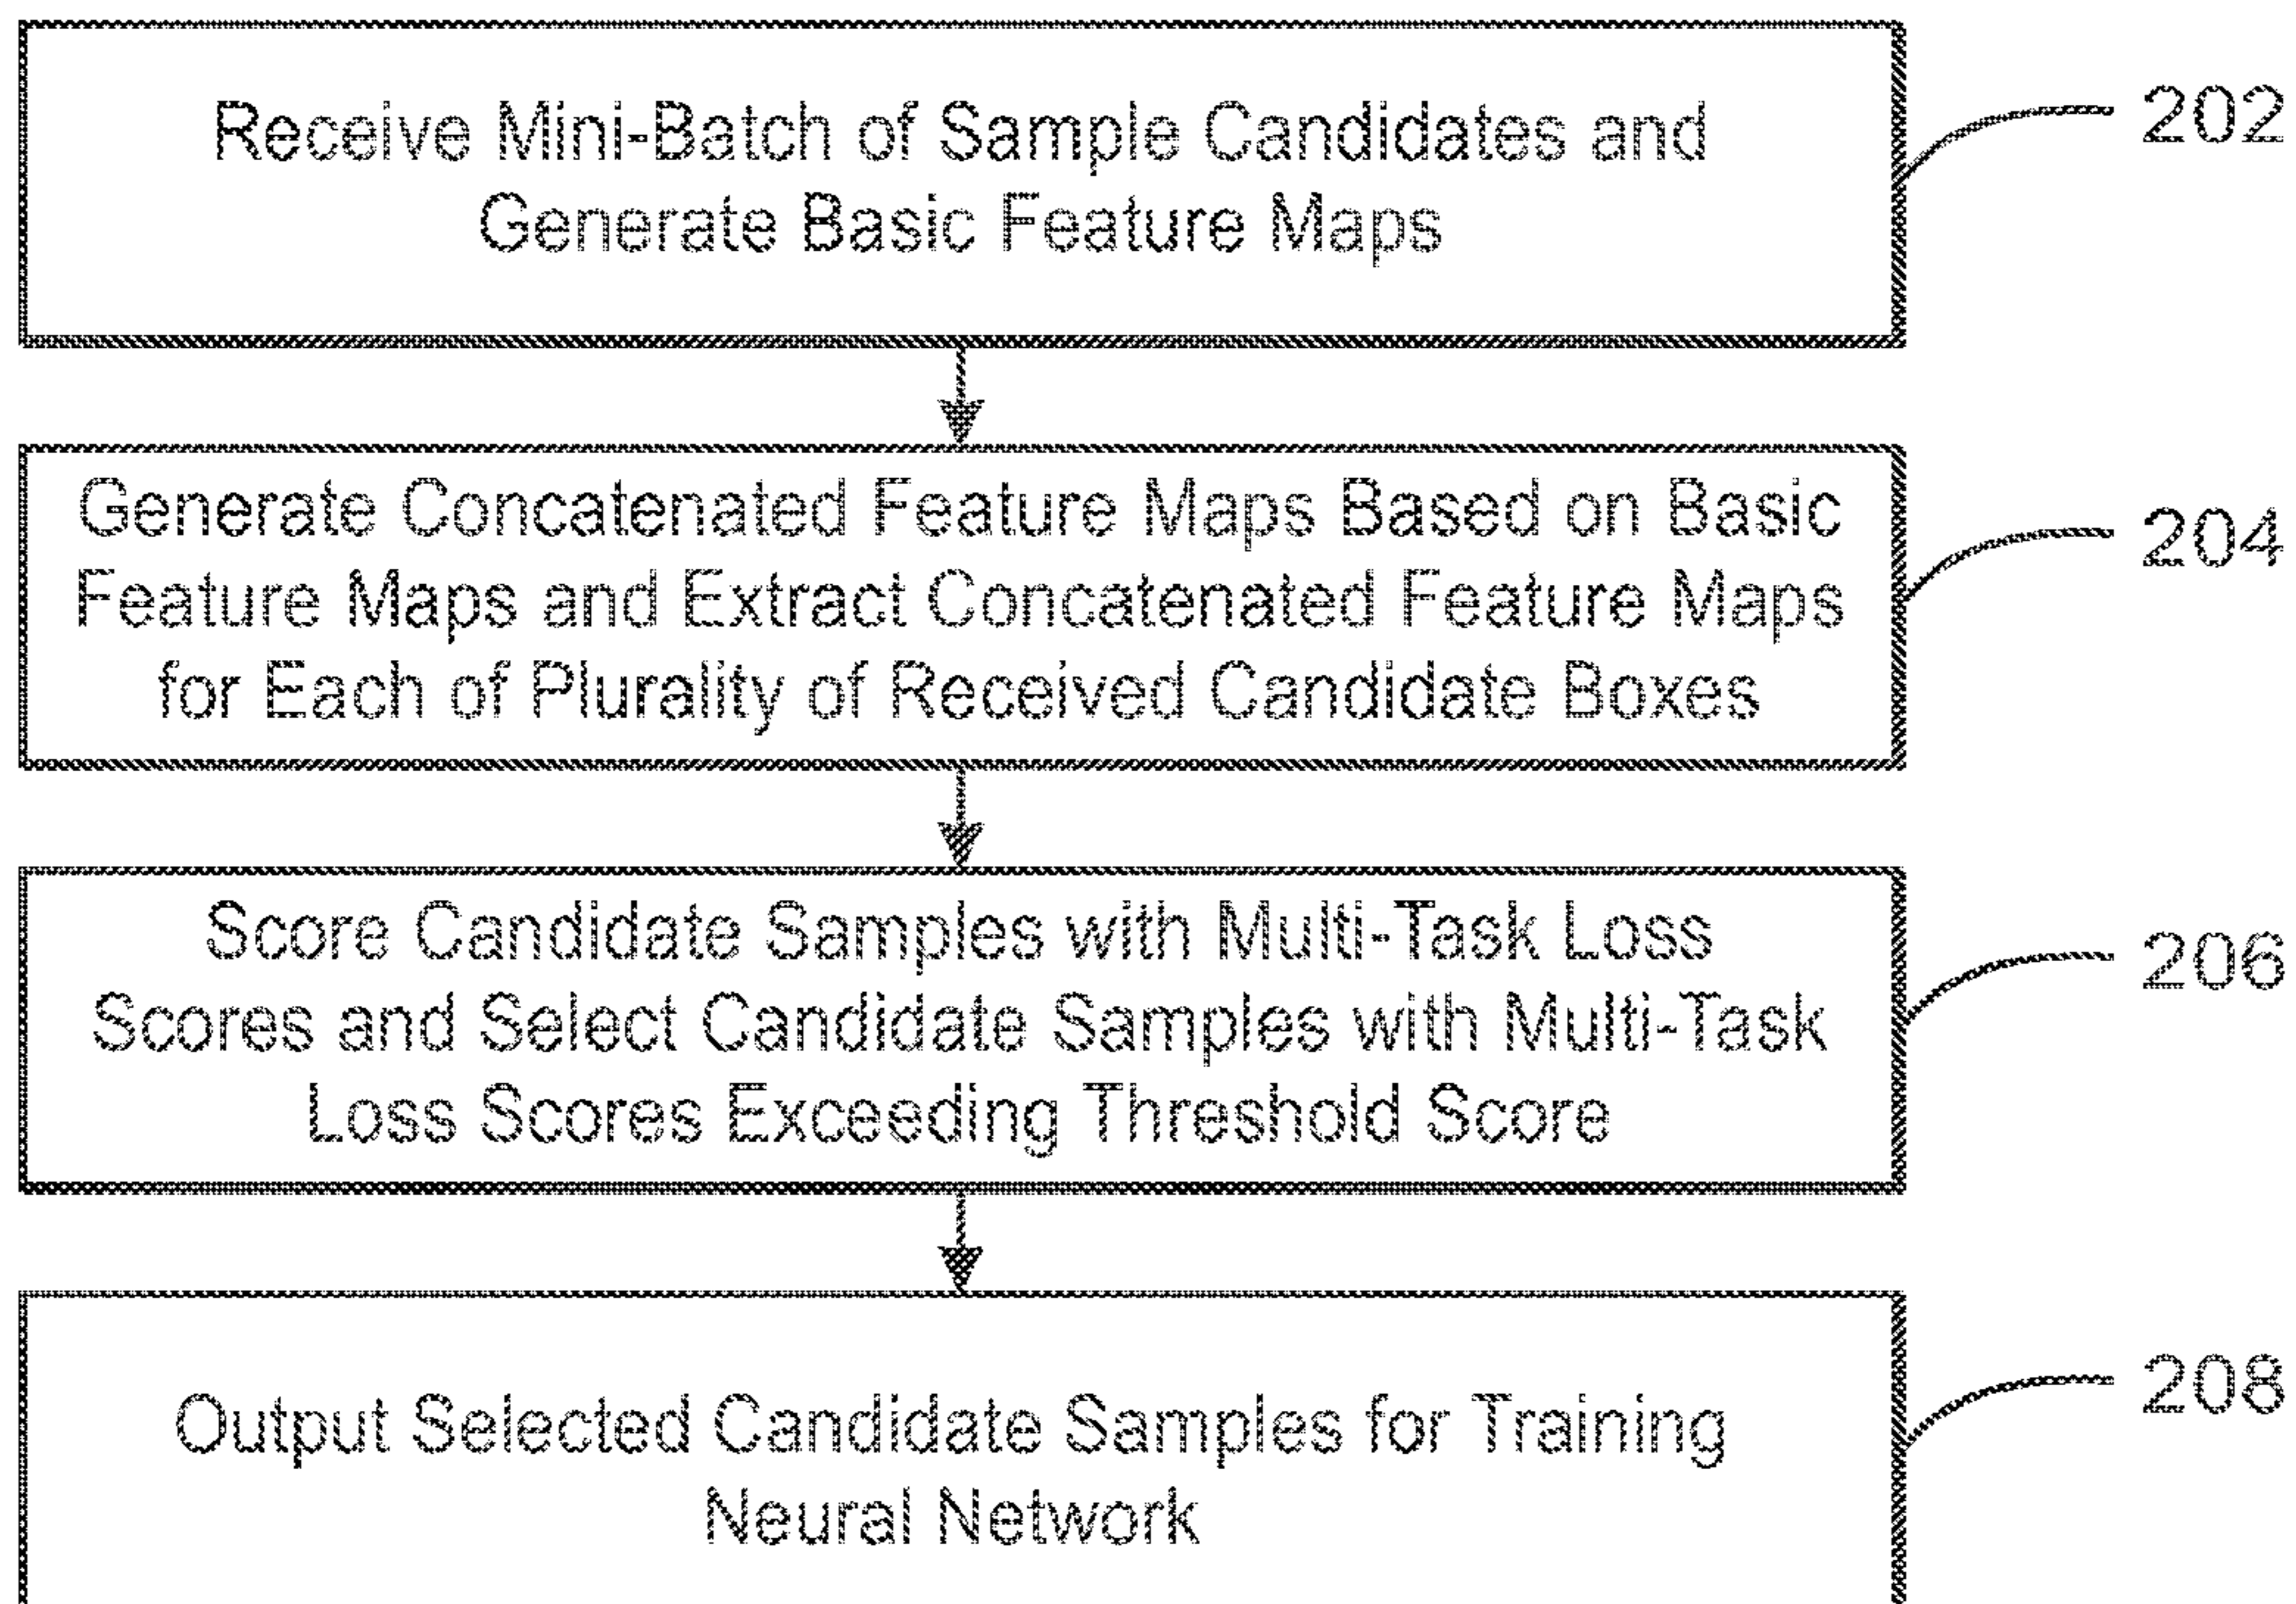 Receive Mini-Batch of Sample Candidates and
Generate Basic Feature Maps
202
Generate Concatenated Feature Maps Based on Basic
Feature Maps and Extract Concatenated Feature Maps
for Each of Plurality of Received Candidate Boxes
204
Score Candidate Samples with Multi-Task Loss
Scores and Select Candidate Samples with Multi-Task
Loss Scores Exceeding Threshold Score
206
Output Selected Candidate Samples for Training
Neural Network
208